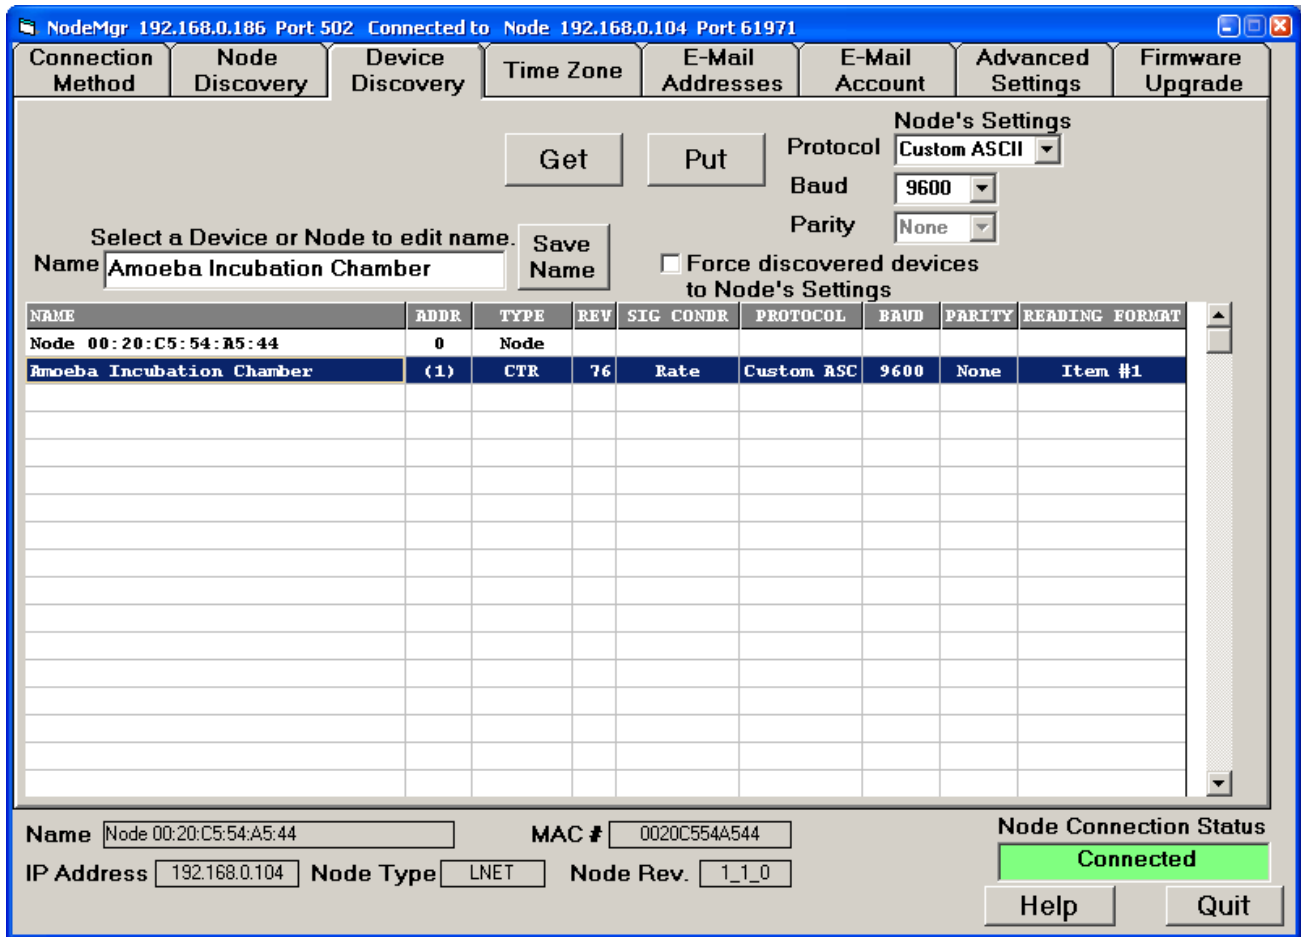 NodeMgr 192.168.0.186 Port 502 Connected to Node 192.168.0.104 Port 61971
Connection Method
Node Discovery
Device Discovery
Time Zone
E-Mail Addresses
E-Mail Account
Advanced Settings
Firmware Upgrade
Node's Settings
Get
Put
Protocol Custom ASCII
Baud 9600
Parity None
Select a Device or Node to edit name.
Name Amoeba Incubation Chamber
Save Name
Force discovered devices
to Node's Settings
NAME ADDR TYPE REV SIG CONDR PROTOCOL BAUD PARITY READING FORMAT
Node 00:20:C5:54:A5:44 0 Node
Amoeba Incubation Chamber (1) CTR 76 Rate Custom ASC 9600 None Item #1
Name Node 00:20:C5:54:A5:44 MAC # 0020C554A544
Node Connection Status
Connected
IP Address 192.168.0.104 Node Type LNET Node Rev. 1_1_0
Help Quit